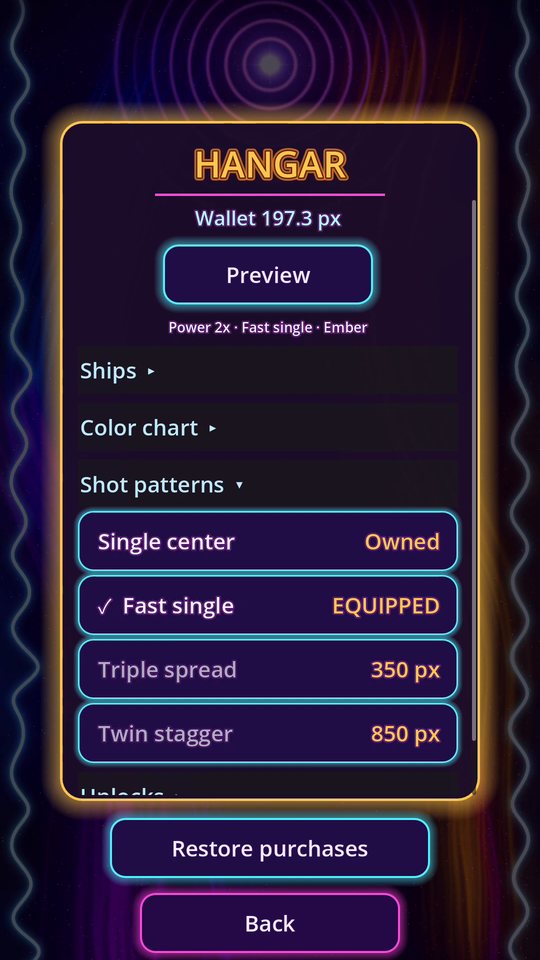 HANGAR
Wallet 197.3 px
Preview
Power 2x · Fast single · Ember
Ships ▸
Color chart ▸
Shot patterns ▾
Single center Owned
✓ Fast single EQUIPPED
Triple spread 350 px
Twin stagger 850 px
Unlocks
Restore purchases
Back